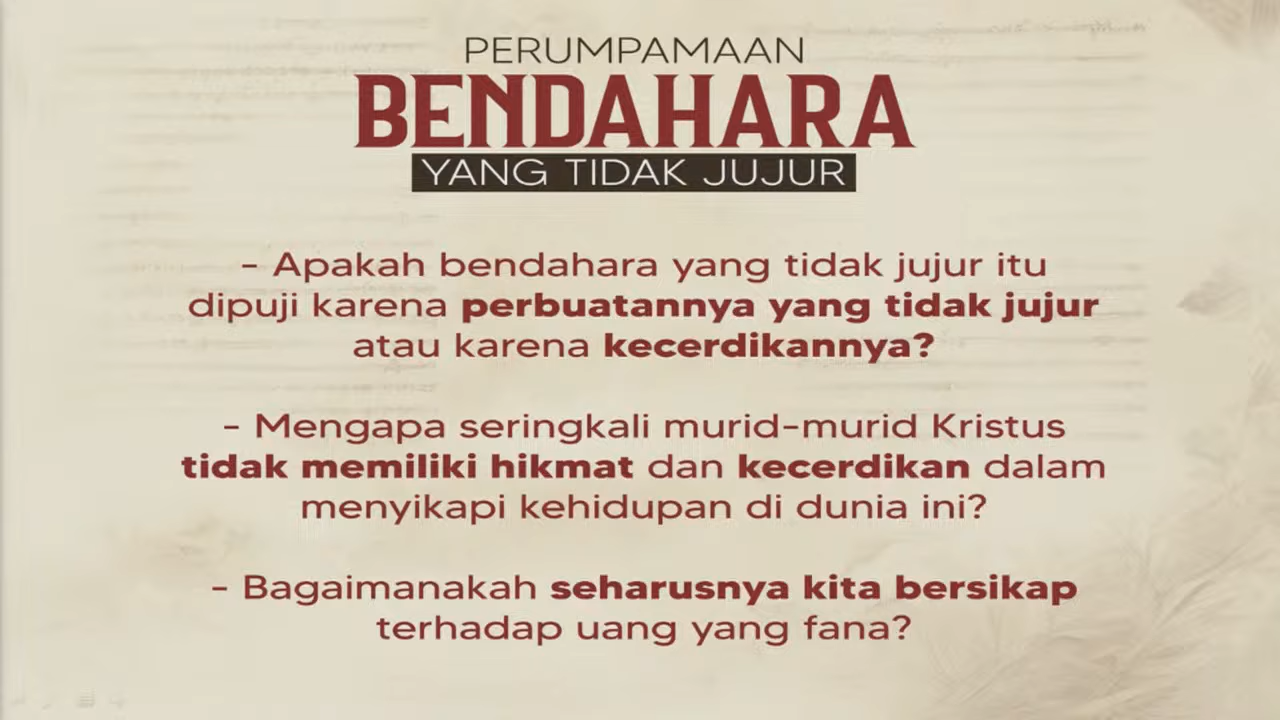 PERUMPAMAAN
BENDAHARA
YANG TIDAK JUJUR
- Apakah bendahara yang tidak jujur itu
dipuji karena perbuatannya yang tidak jujur
atau karena kecerdikannya?
- Mengapa seringkali murid-murid Kristus
tidak memiliki hikmat dan kecerdikan dalam
menyikapi kehidupan di dunia ini?
- Bagaimanakah seharusnya kita bersikap
terhadap uang yang fana?